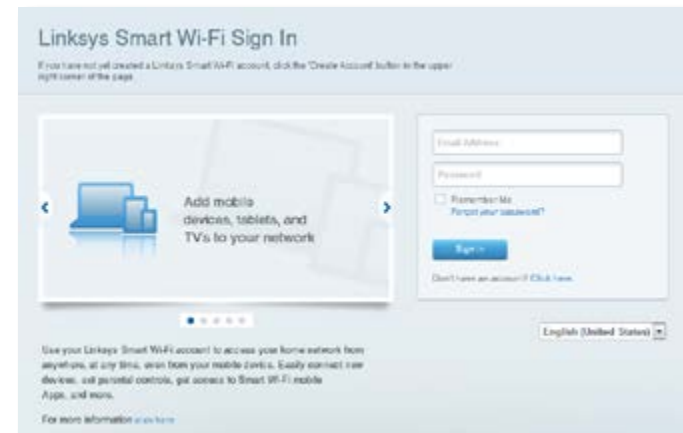 Linksys Smart Wi-Fi Sign In
If you have not yet created a Linksys Smart Wi-Fi account, click the 'Create Account' button in the upper
right corner of the page.
Add mobile
devices, tablets, and
TVs to your network
Email Address
Password
Remember Me
Forgot your password?
Sign In
Don't have an account? Click here
English (United States)
Use your Linksys Smart Wi-Fi account to access your home network from
anywhere, at any time, even from your mobile device. Easily connect new
devices, set parental controls, get access to Smart Wi-Fi mobile
Apps, and more.
For more information click here